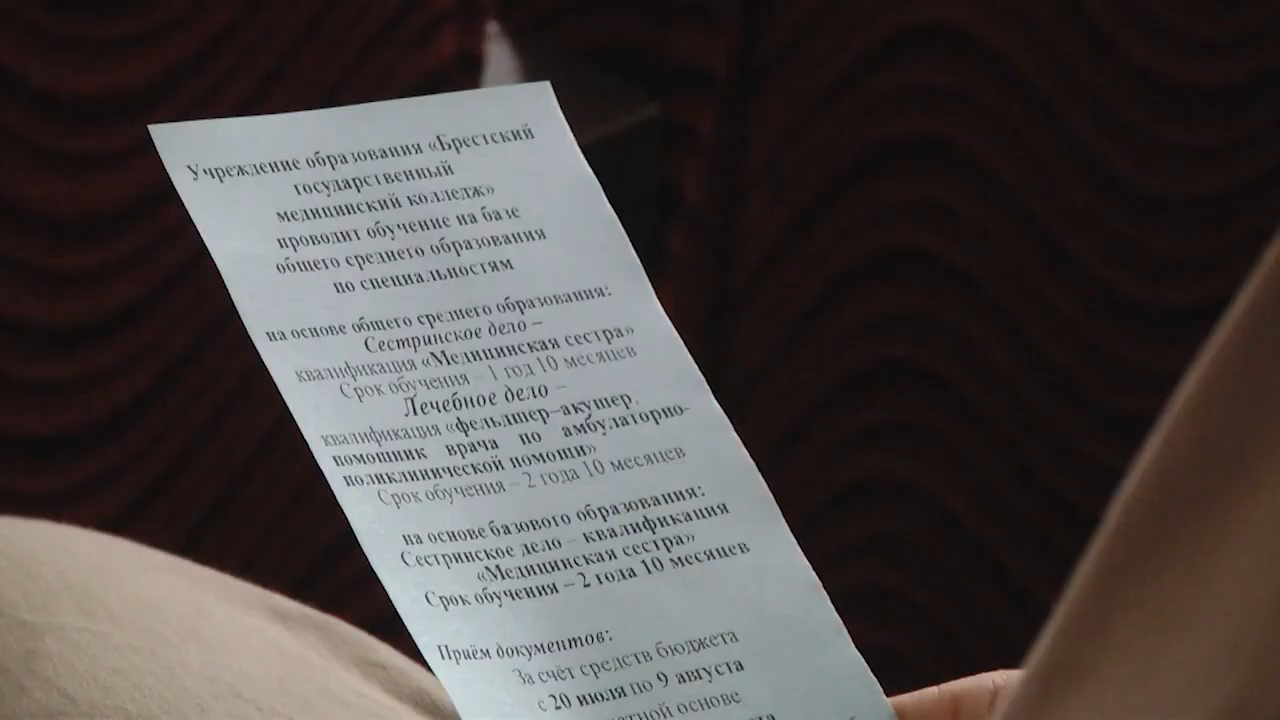 Учреждение образования «Брестский
государственный
медицинский колледж»
проводит обучение на базе
общего среднего образования
по специальностям
на основе общего среднего образования:
Сестринское дело –
квалификация «Медицинская сестра»
Срок обучения – 1 год 10 месяцев
Лечебное дело –
квалификация «фельдшер–акушер,
помощник врача по амбулаторно-
поликлинической помощи»
Срок обучения – 2 года 10 месяцев
на основе базового образования:
Сестринское дело – квалификация
«Медицинская сестра»
Срок обучения – 2 года 10 месяцев
Приём документов:
За счёт средств бюджета
с 20 июля по 9 августа
основе